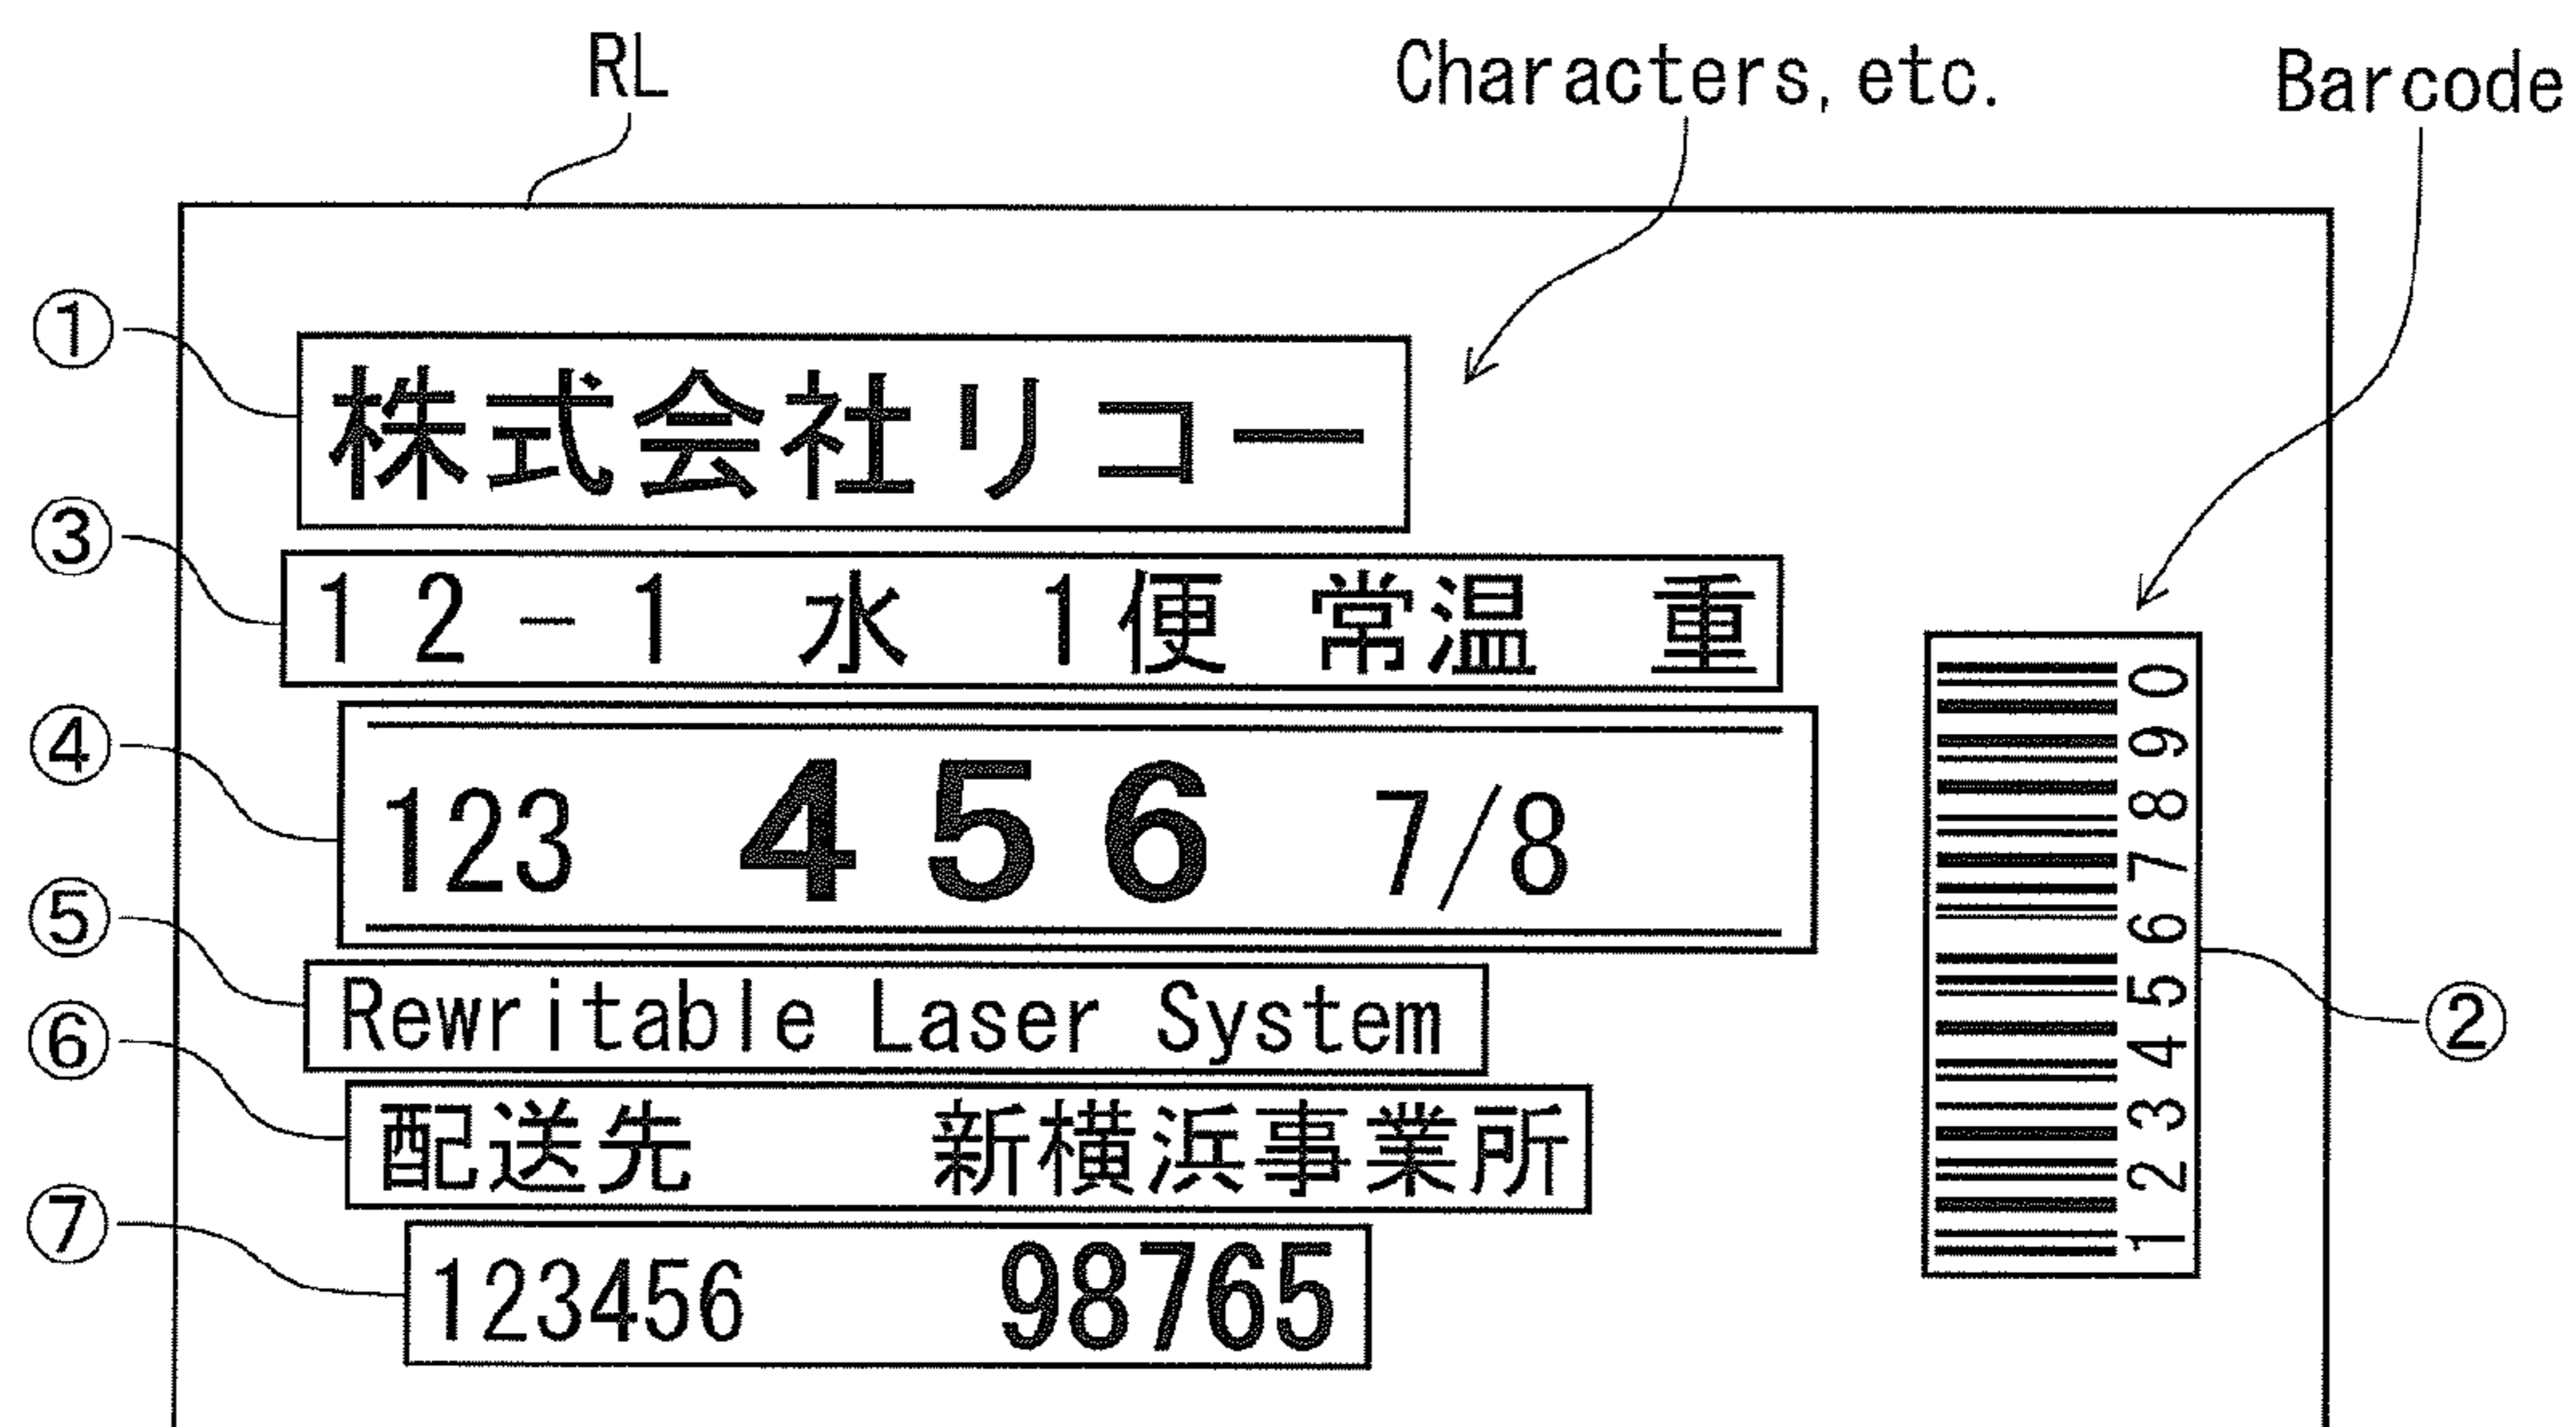 RL
Characters, etc.
Barcode
①
株式会社リコー
③
12-1 水 1便 常温 重
④
123 456 7/8
⑤
Rewritable Laser System
⑥
配送先 新横浜事業所
⑦
123456 98765
1234567890
②